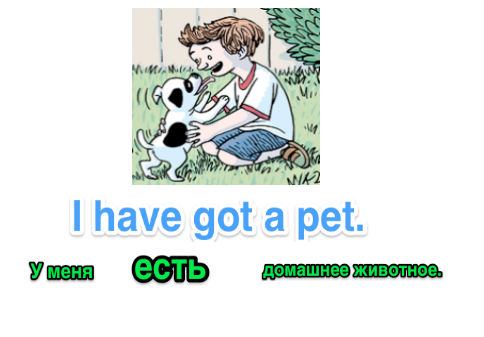 I have got a pet.
У меня есть домашнее животное.